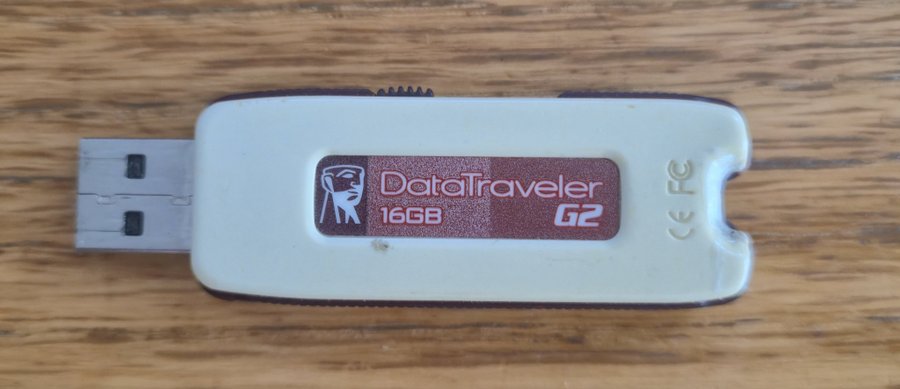 DataTraveler
16GB G2
CE FC